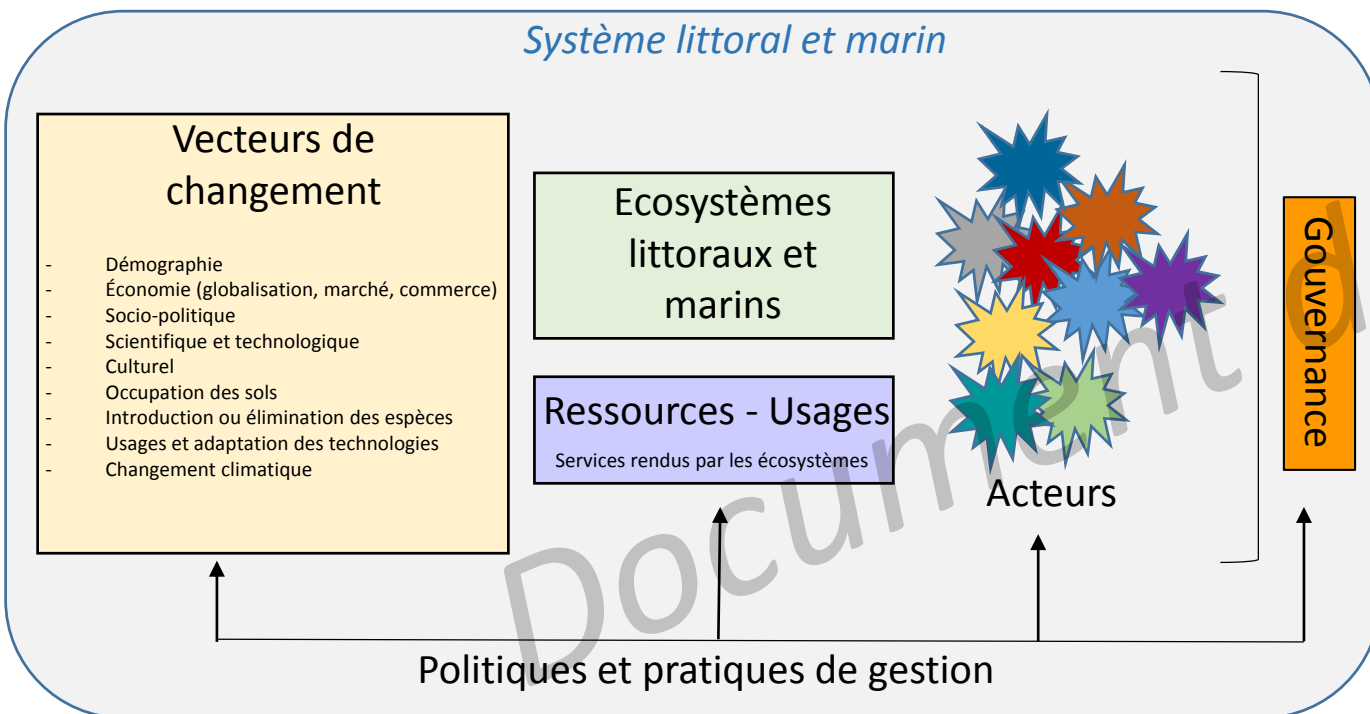 Système littoral et marin
Vecteurs de
changement
- Démographie
- Économie (globalisation, marché, commerce)
- Socio-politique
- Scientifique et technologique
- Culturel
- Occupation des sols
- Introduction ou élimination des espèces
- Usages et adaptation des technologies
- Changement climatique
Ecosystèmes
littoraux et
marins
Ressources - Usages
Services rendus par les écosystèmes
Acteurs
Gouvernance
Politiques et pratiques de gestion
Document d